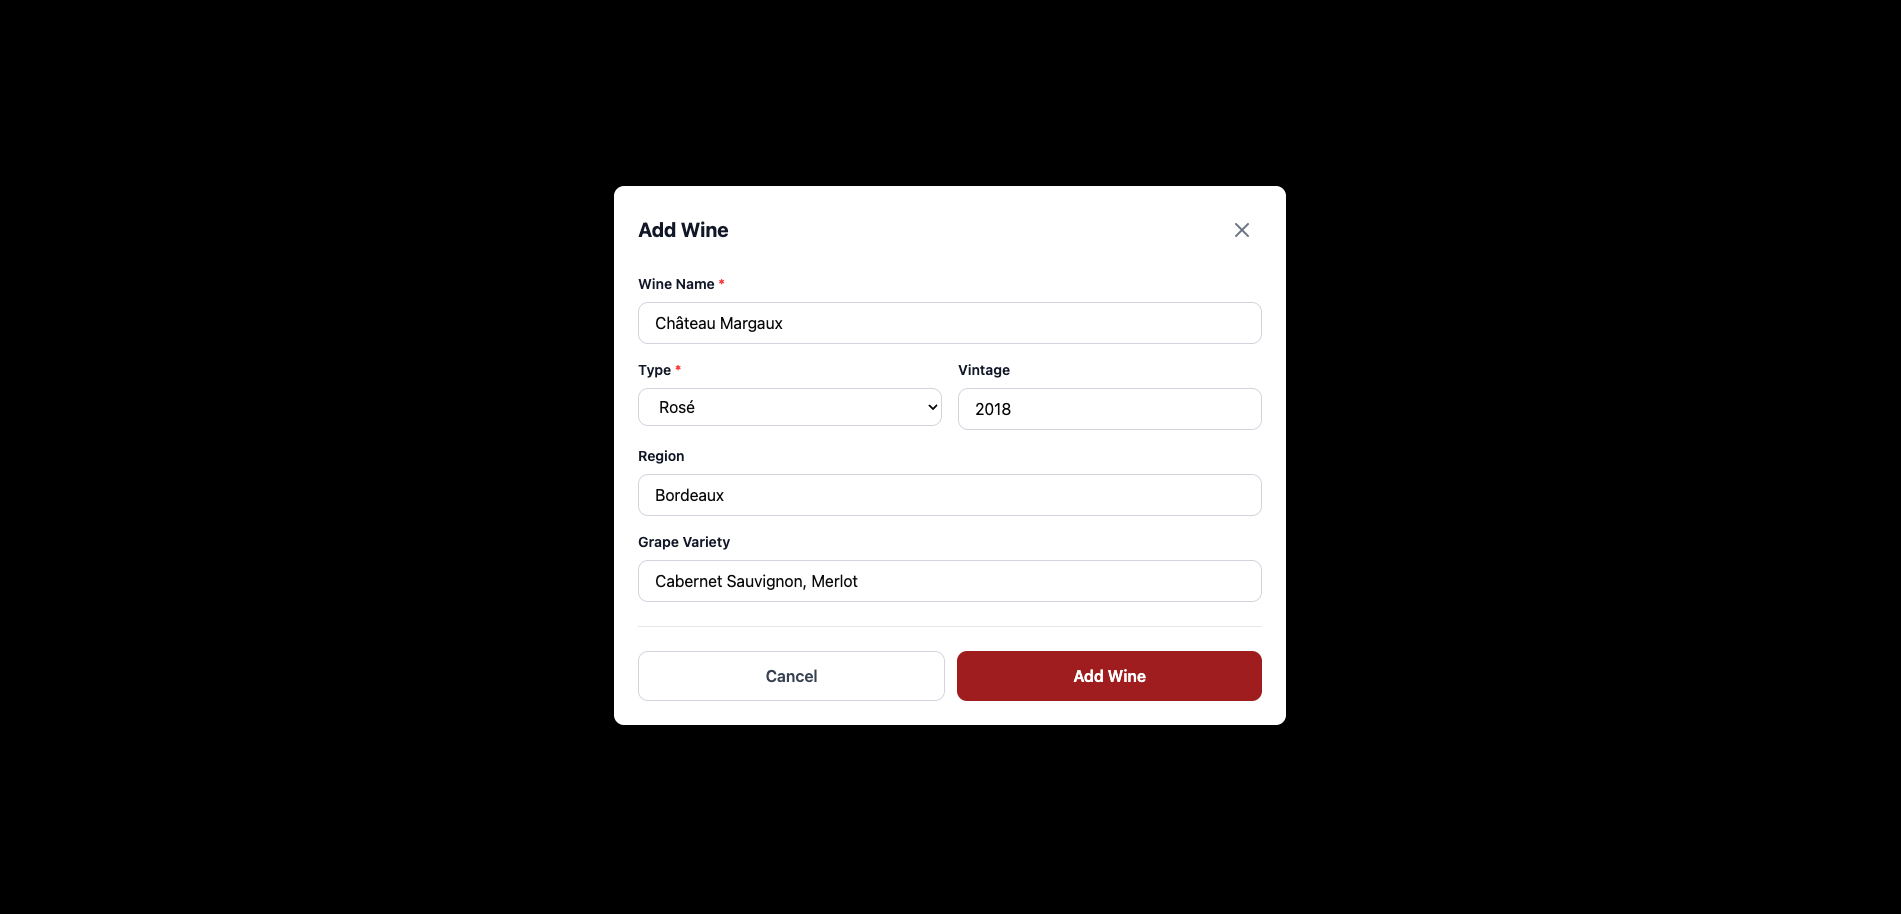 Add Wine
Wine Name *
Château Margaux
Type *
Vintage
Rosé
2018
Region
Bordeaux
Grape Variety
Cabernet Sauvignon, Merlot
Cancel
Add Wine